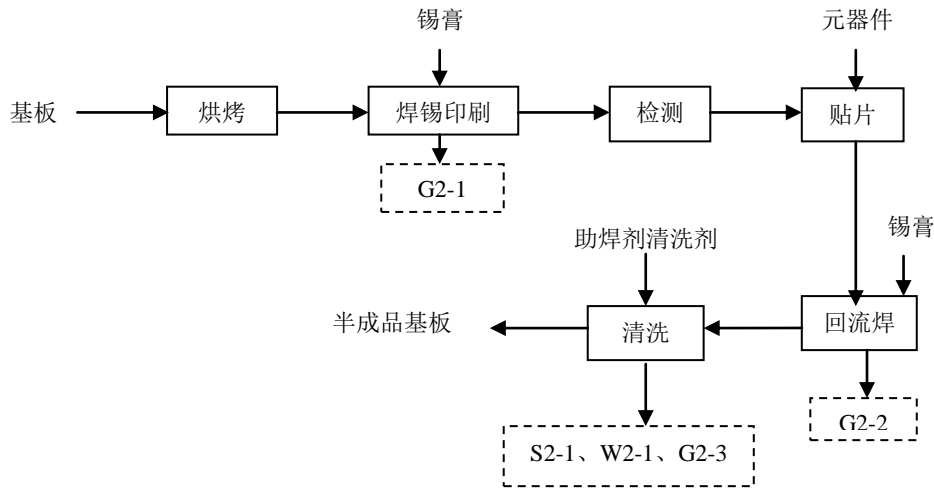 锡膏
元器件
基板
烘烤
焊锡印刷
检测
贴片
G2-1
助焊剂清洗剂
锡膏
半成品基板
清洗
回流焊
G2-2
S2-1、W2-1、G2-3